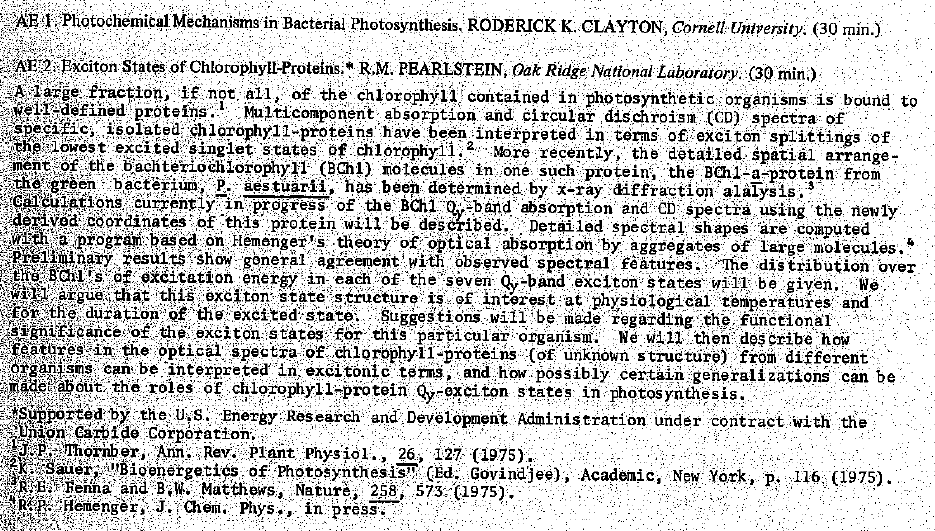 AE 1. Photochemical Mechanisms in Bacterial Photosynthesis. RODERICK K. CLAYTON, Cornell University. (30 min.)
AE 2. Exciton States of Chlorophyll-Proteins.* R.M. PEARLSTEIN, Oak Ridge National Laboratory. (30 min.)
A large fraction, if not all, of the chlorophyll contained in photosynthetic organisms is bound to
well-defined proteins.1 Multicomponent absorption and circular dischroism (CD) spectra of
specific, isolated chlorophyll-proteins have been interpreted in terms of exciton splittings of
the lowest excited singlet states of chlorophyll.2 More recently, the detailed spatial arrange-
ment of the bachteriochlorophyll (BChl) molecules in one such protein, the BChl-a-protein from
the green bacterium, P. aestuarii, has been determined by x-ray diffraction alalysis.3
Calculations currently in progress of the BChl Qy-band absorption and CD spectra using the newly
derived coordinates of this protein will be described. Detailed spectral shapes are computed
with a program based on Hemenger's theory of optical absorption by aggregates of large molecules.4
Preliminary results show general agreement with observed spectral features. The distribution over
the BChl's of excitation energy in each of the seven Qy-band exciton states will be given. We
will argue that this exciton state structure is of interest at physiological temperatures and
for the duration of the excited state. Suggestions will be made regarding the functional
significance of the exciton states for this particular organism. We will then describe how
features in the optical spectra of chlorophyll-proteins (of unknown structure) from different
organisms can be interpreted in excitonic terms, and how possibly certain generalizations can be
made about the roles of chlorophyll-protein Qy-exciton states in photosynthesis.
*Supported by the U.S. Energy Research and Development Administration under contract with the
Union Carbide Corporation.
1J.P. Thornber, Ann. Rev. Plant Physiol., 26, 127 (1975).
2K. Sauer, "Bioenergetics of Photosynthesis" (Ed. Govindjee), Academic, New York, p. 116 (1975).
3R.E. Fenna and B.W. Matthews, Nature, 258, 573 (1975).
4R.P. Hemenger, J. Chem. Phys., in press.